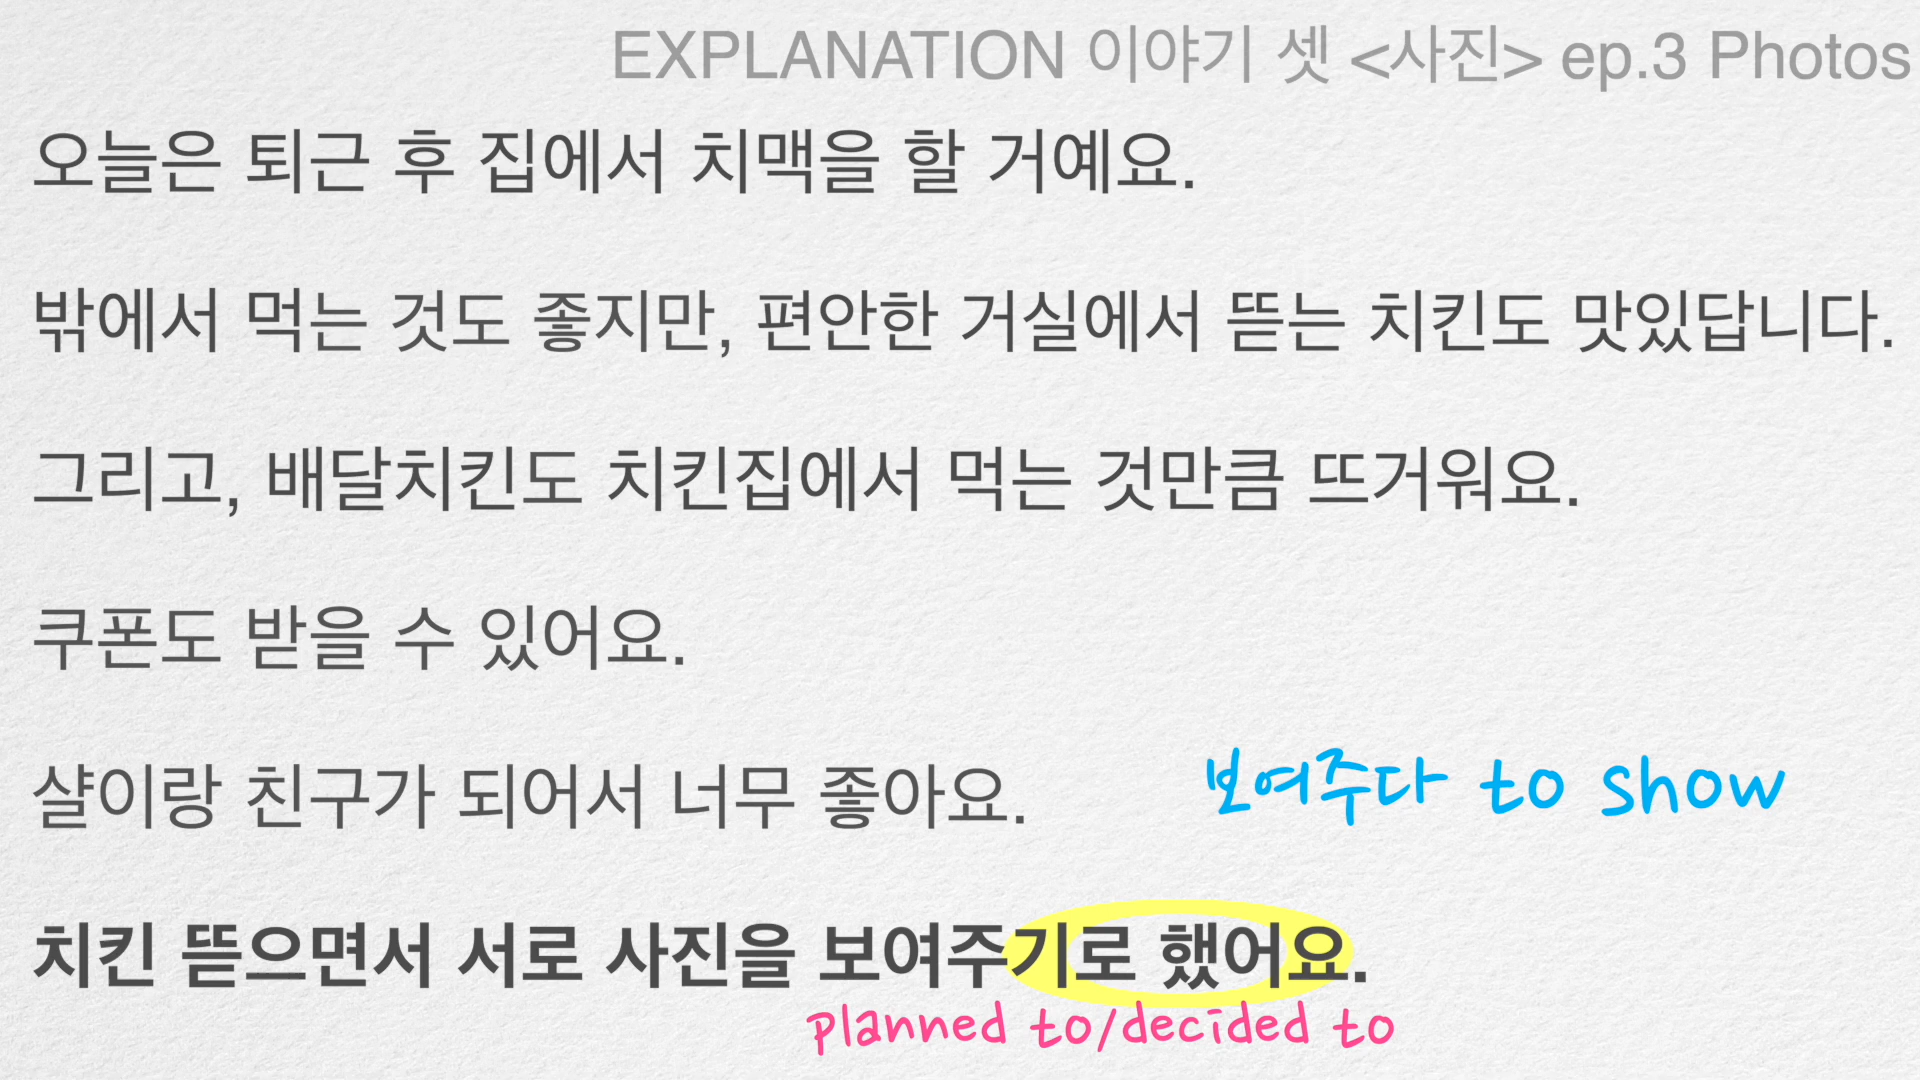 EXPLANATION 이야기 셋 <사진> ep.3 Photos
오늘은 퇴근 후 집에서 치맥을 할 거예요.
밖에서 먹는 것도 좋지만, 편안한 거실에서 뜯는 치킨도 맛있답니다.
그리고, 배달치킨도 치킨집에서 먹는 것만큼 뜨거워요.
쿠폰도 받을 수 있어요.
샬이랑 친구가 되어서 너무 좋아요.
보여주다 to show
치킨 뜯으면서 서로 사진을 보여주기로 했어요.
planned to/decided to